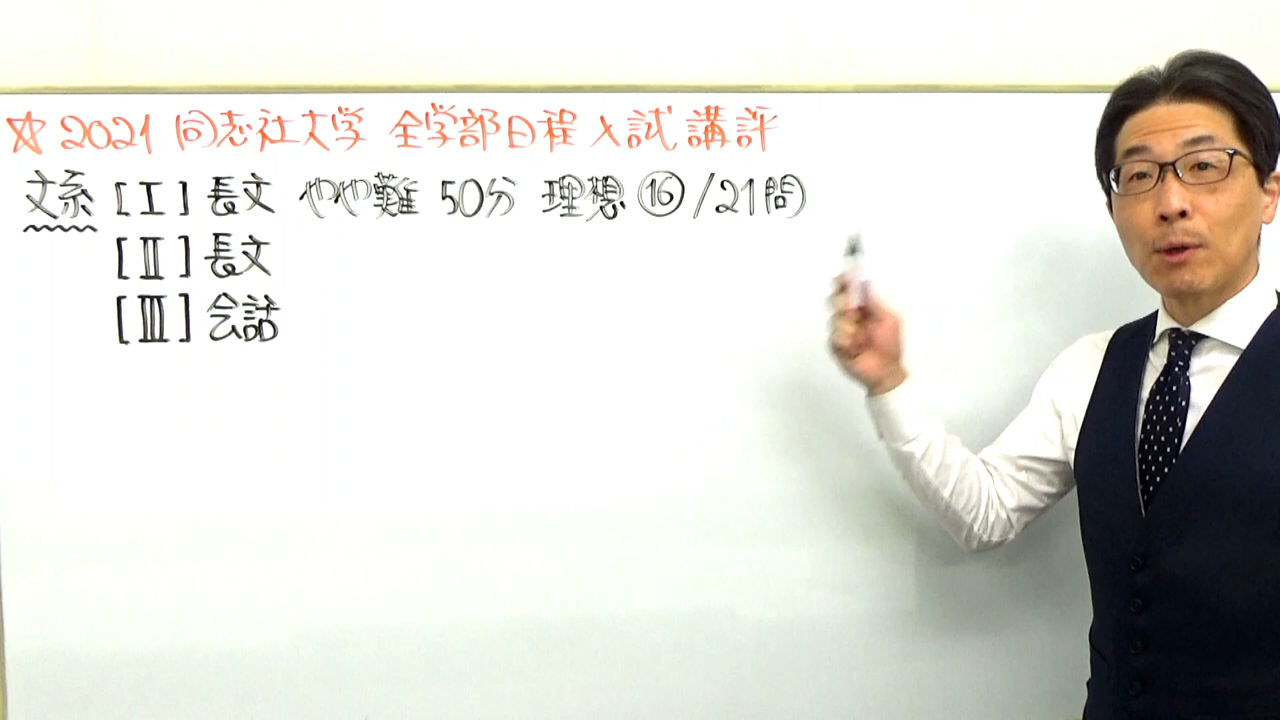 ☆2021 同志社大学 全学部日程入試講評
文系 [Ⅰ] 長文 やや難 50分 理想 ⑯/21問
[Ⅱ] 長文
[Ⅲ] 会話